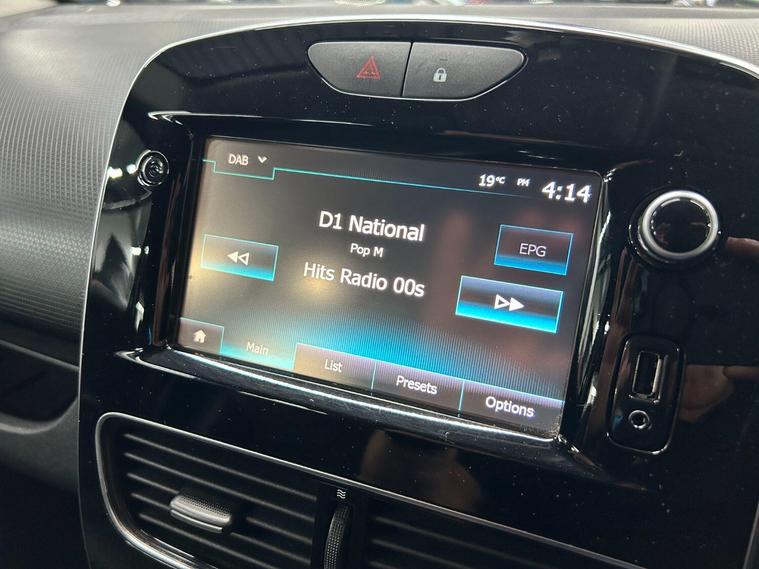 DAB
19°C PM 4:14
D1 National
Pop M
EPG
Hits Radio 00s
Main
List
Presets
Options